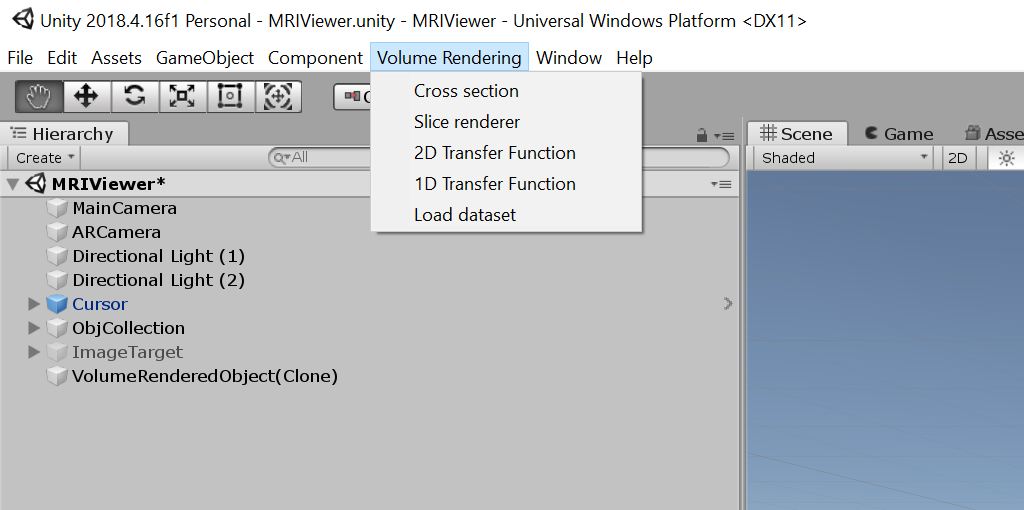 Unity 2018.4.16f1 Personal - MRIViewer.unity - MRIViewer - Universal Windows Platform <DX11>
File Edit Assets GameObject Component Volume Rendering Window Help
Cross section
Slice renderer
2D Transfer Function
1D Transfer Function
Load dataset
Hierarchy
Create
All
MRIViewer*
MainCamera
ARCamera
Directional Light (1)
Directional Light (2)
Cursor
ObjCollection
ImageTarget
VolumeRenderedObject(Clone)
Scene Game Asse
Shaded 2D